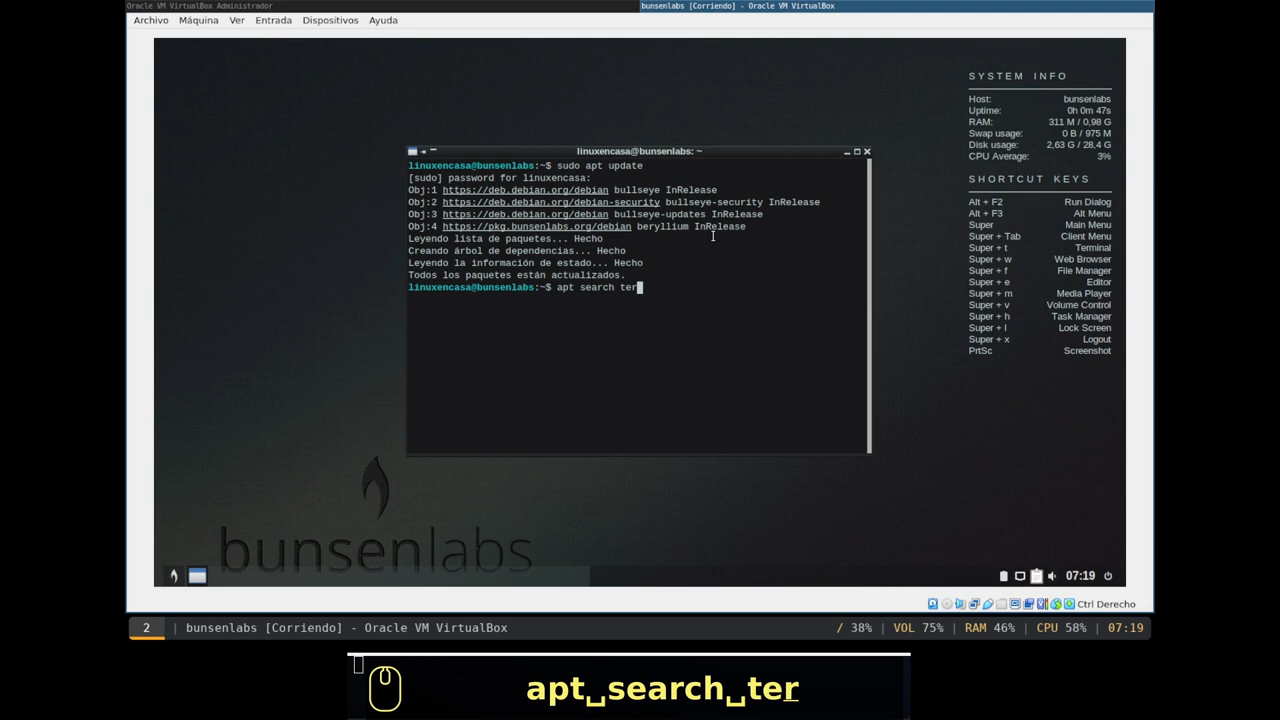 Oracle VM VirtualBox Administrador
bunsenlabs [Corriendo] - Oracle VM VirtualBox
Archivo Máquina Ver Entrada Dispositivos Ayuda
SYSTEM INFO
Host: bunsenlabs
Uptime: 0h 0m 47s
RAM: 311 M / 0,98 G
Swap usage: 0 B / 975 M
Disk usage: 2,63 G / 28,4 G
CPU Average: 3%
SHORTCUT KEYS
Alt + F2 Run Dialog
Alt + F3 Alt Menu
Super Main Menu
Super + Tab Client Menu
Super + t Terminal
Super + w Web Browser
Super + f File Manager
Super + e Editor
Super + m Media Player
Super + v Volume Control
Super + h Task Manager
Super + l Lock Screen
Super + x Logout
PrtSc Screenshot
linuxencasa@bunsenlabs: ~
linuxencasa@bunsenlabs:~$ sudo apt update
[sudo] password for linuxencasa:
Obj:1 https://deb.debian.org/debian bullseye InRelease
Obj:2 https://deb.debian.org/debian-security bullseye-security InRelease
Obj:3 https://deb.debian.org/debian bullseye-updates InRelease
Obj:4 https://pkg.bunsenlabs.org/debian beryllium InRelease
Leyendo lista de paquetes... Hecho
Creando árbol de dependencias... Hecho
Leyendo la información de estado... Hecho
Todos los paquetes están actualizados.
linuxencasa@bunsenlabs:~$ apt search ter
bunsenlabs
07:19
Ctrl Derecho
2 | bunsenlabs [Corriendo] - Oracle VM VirtualBox
/ 38% | VOL 75% | RAM 46% | CPU 58% | 07:19
apt␣search␣ter